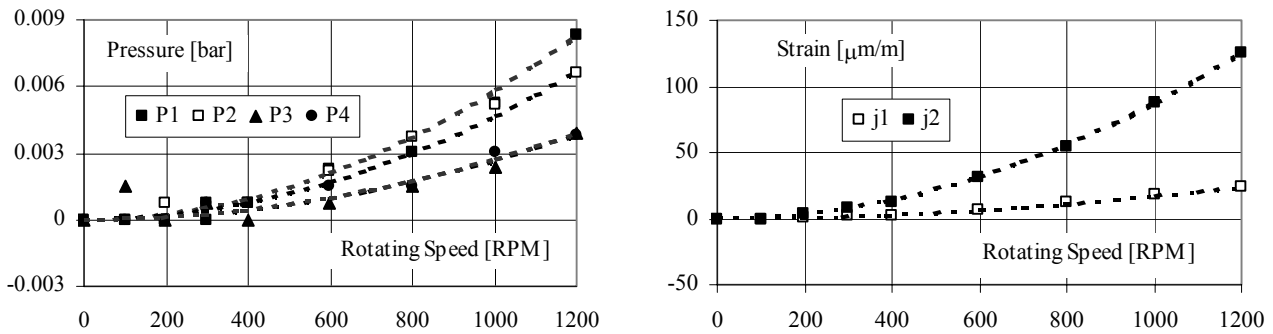 0.009
0.006
0.003
0
-0.003
Pressure [bar]
P1 P2 P3 P4
Rotating Speed [RPM]
0 200 400 600 800 1000 1200
150
100
50
0
-50
Strain [μm/m]
j1 j2
Rotating Speed [RPM]
0 200 400 600 800 1000 1200